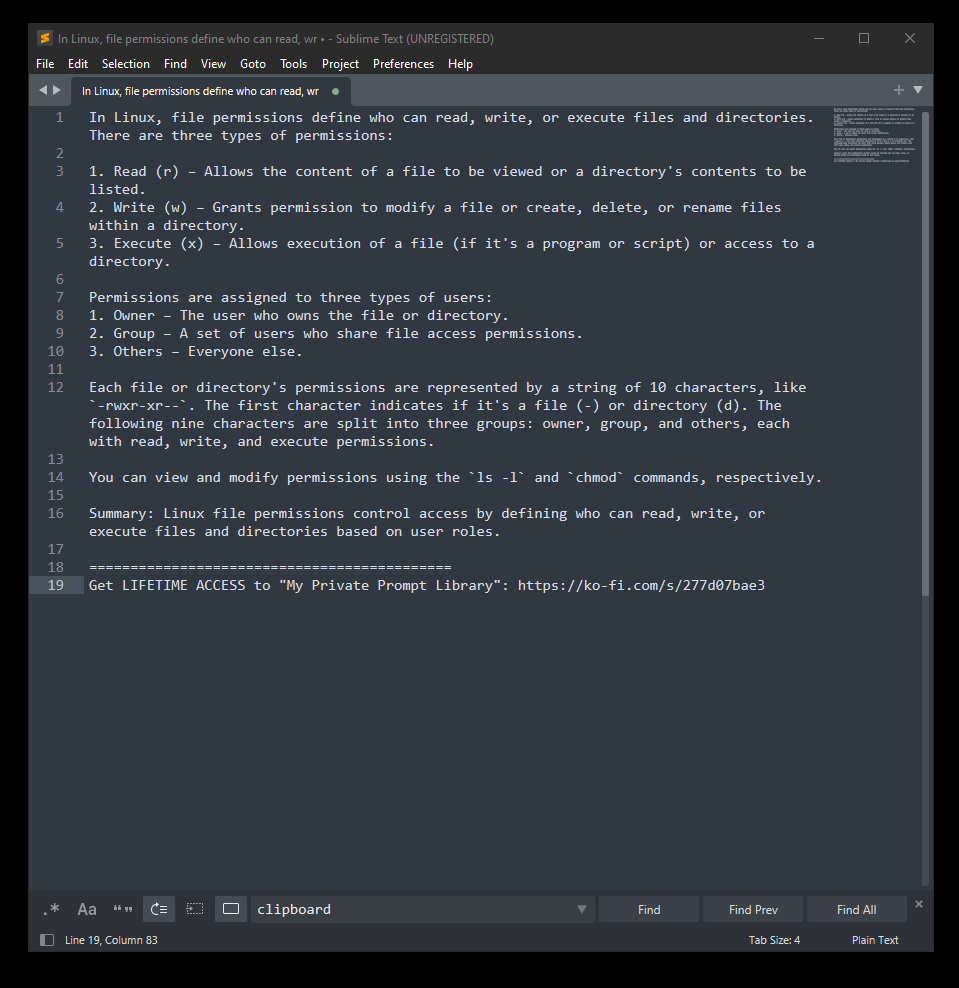 In Linux, file permissions define who can read, wr • - Sublime Text (UNREGISTERED)
File Edit Selection Find View Goto Tools Project Preferences Help
In Linux, file permissions define who can read, wr
1 In Linux, file permissions define who can read, write, or execute files and directories.
There are three types of permissions:
2
3 1. Read (r) – Allows the content of a file to be viewed or a directory's contents to be
listed.
4 2. Write (w) – Grants permission to modify a file or create, delete, or rename files
within a directory.
5 3. Execute (x) – Allows execution of a file (if it's a program or script) or access to a
directory.
6
7 Permissions are assigned to three types of users:
8 1. Owner – The user who owns the file or directory.
9 2. Group – A set of users who share file access permissions.
10 3. Others – Everyone else.
11
12 Each file or directory's permissions are represented by a string of 10 characters, like
`-rwxr-xr--`. The first character indicates if it's a file (-) or directory (d). The
following nine characters are split into three groups: owner, group, and others, each
with read, write, and execute permissions.
13
14 You can view and modify permissions using the `ls -l` and `chmod` commands, respectively.
15
16 Summary: Linux file permissions control access by defining who can read, write, or
execute files and directories based on user roles.
17
18 ============================================
19 Get LIFETIME ACCESS to "My Private Prompt Library": https://ko-fi.com/s/277d07bae3
.* Aa “” clipboard Find Find Prev Find All
Line 19, Column 83 Tab Size: 4 Plain Text